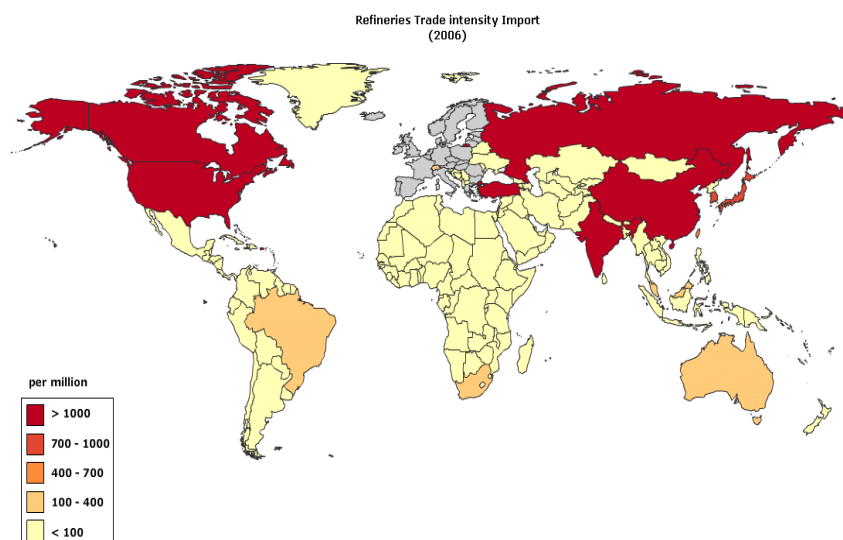 Refineries Trade intensity Import
(2006)
per million
> 1000
700 - 1000
400 - 700
100 - 400
< 100